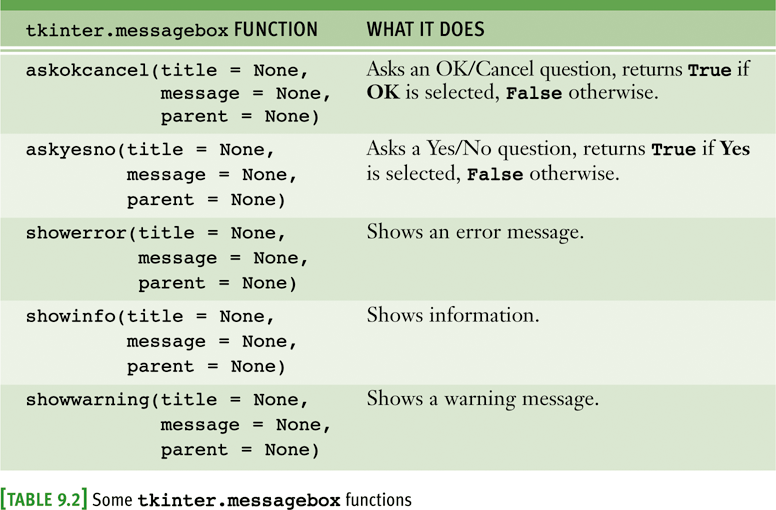 tkinter.messagebox FUNCTION WHAT IT DOES
askokcancel(title = None, Asks an OK/Cancel question, returns True if
message = None, OK is selected, False otherwise.
parent = None)
askyesno(title = None, Asks a Yes/No question, returns True if Yes
message = None, is selected, False otherwise.
parent = None)
showerror(title = None, Shows an error message.
message = None,
parent = None)
showinfo(title = None, Shows information.
message = None,
parent = None)
showwarning(title = None, Shows a warning message.
message = None,
parent = None)
[TABLE 9.2] Some tkinter.messagebox functions